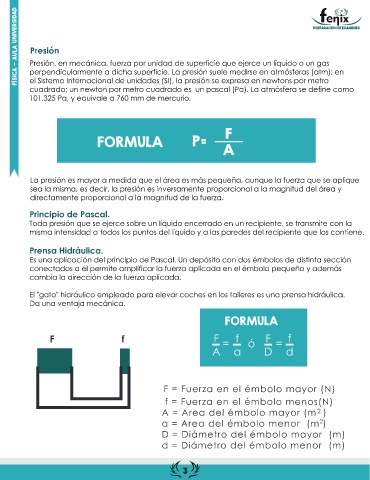 FÍSICA – AULA UNIVERSIDAD
fenix
PREPARACIÓN DE EXÁMENES
Presión
Presión, en mecánica, fuerza por unidad de superficie que ejerce un líquido o un gas
perpendicularmente a dicha superficie. La presión suele medirse en atmósferas (atm); en
el Sistema Internacional de unidades (SI), la presión se expresa en newtons por metro
cuadrado; un newton por metro cuadrado es un pascal (Pa). La atmósfera se define como
101.325 Pa, y equivale a 760 mm de mercurio.
FORMULA P= F
A
La presión es mayor a medida que el área es más pequeña, aunque la fuerza que se aplique
sea la misma, es decir, la presión es inversamente proporcional a la magnitud del área y
directamente proporcional a la magnitud de la fuerza.
Principio de Pascal.
Toda presión que se ejerce sobre un líquido encerrado en un recipiente, se transmite con la
misma intensidad a todos los puntos del líquido y a las paredes del recipiente que los contiene.
Prensa Hidráulica.
Es una aplicación del principio de Pascal. Un depósito con dos émbolos de distinta sección
conectados a él permite amplificar la fuerza aplicada en el émbolo pequeño y además
cambia la dirección de la fuerza aplicada.
El "gato" hidráulico empleado para elevar coches en los talleres es una prensa hidráulica.
Da una ventaja mecánica.
FORMULA
F f
F = f ó F = f
A a D d
F = Fuerza en el émbolo mayor (N)
f = Fuerza en el émbolo menos(N)
A = Area del émbolo mayor (m²)
a = Area del émbolo menor (m²)
D = Diámetro del émbolo mayor (m)
d = Diámetro del émbolo menor (m)
3